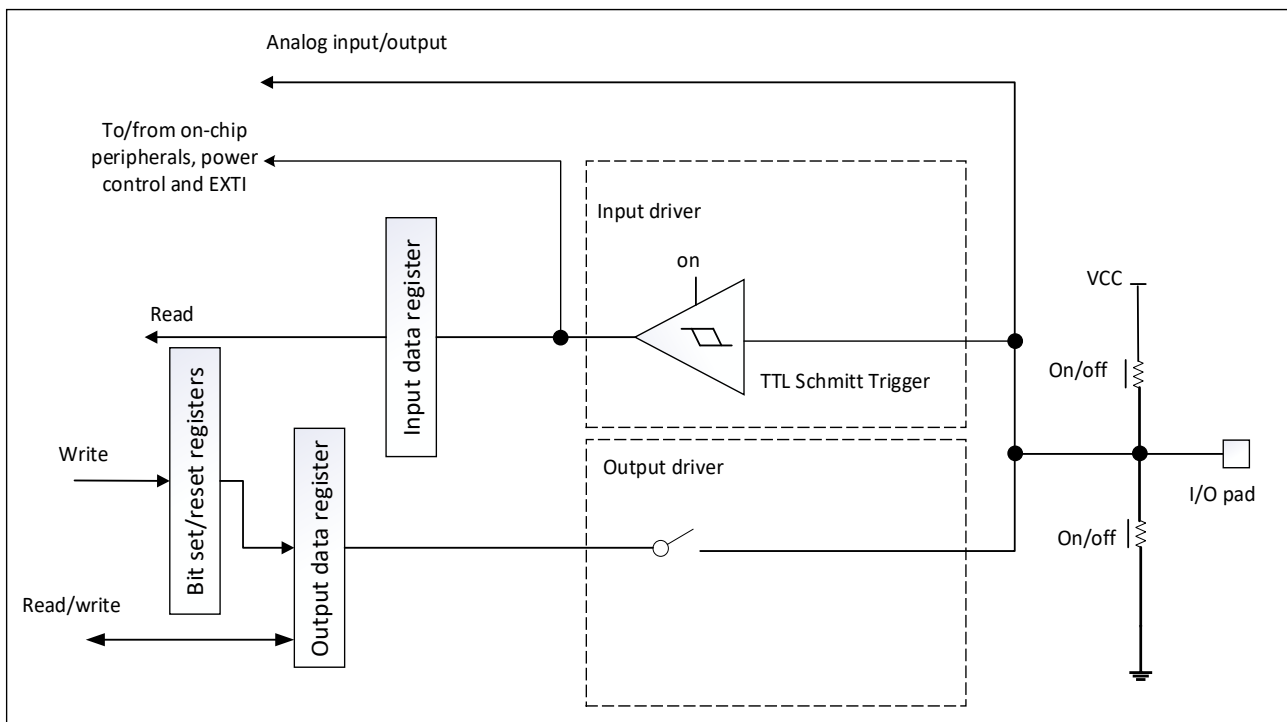 Analog input/output
To/from on-chip
peripherals, power
control and EXTI
Input driver
on
TTL Schmitt Trigger
Read
Input data register
VCC
On/off
Bit set/reset registers
Write
Output data register
Output driver
I/O pad
On/off
Read/write